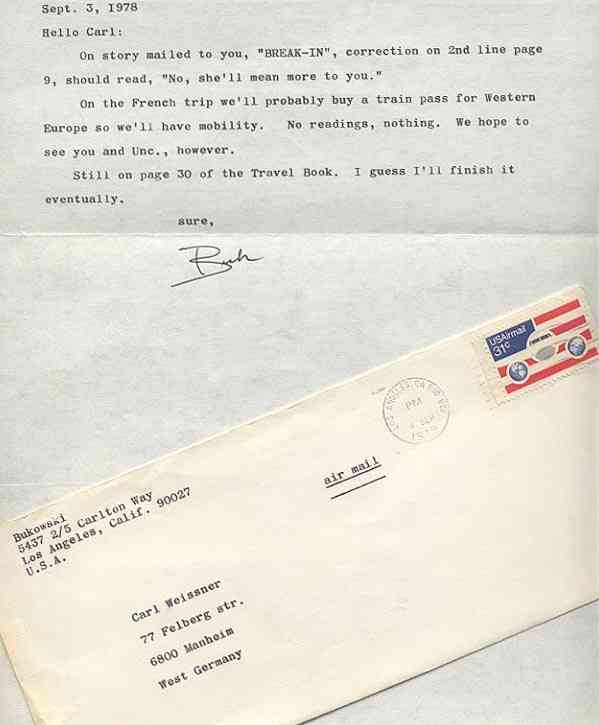 Sept. 3, 1978
Hello Carl:
On story mailed to you, "BREAK-IN", correction on 2nd line page
9, should read, "No, she'll mean more to you."
On the French trip we'll probably buy a train pass for Western
Europe so we'll have mobility. No readings, nothing. We hope to
see you and Unc., however.
Still on page 30 of the Travel Book. I guess I'll finish it
eventually.
sure,
Buk
USAirmail
31c
LOS ANGELES, CA
PM
SEP
air mail
Bukowski
5437 2/5 Carlton Way
Los Angeles, Calif. 90027
U.S.A.
Carl Weissner
77 Felberg str.
6800 Manheim
West Germany